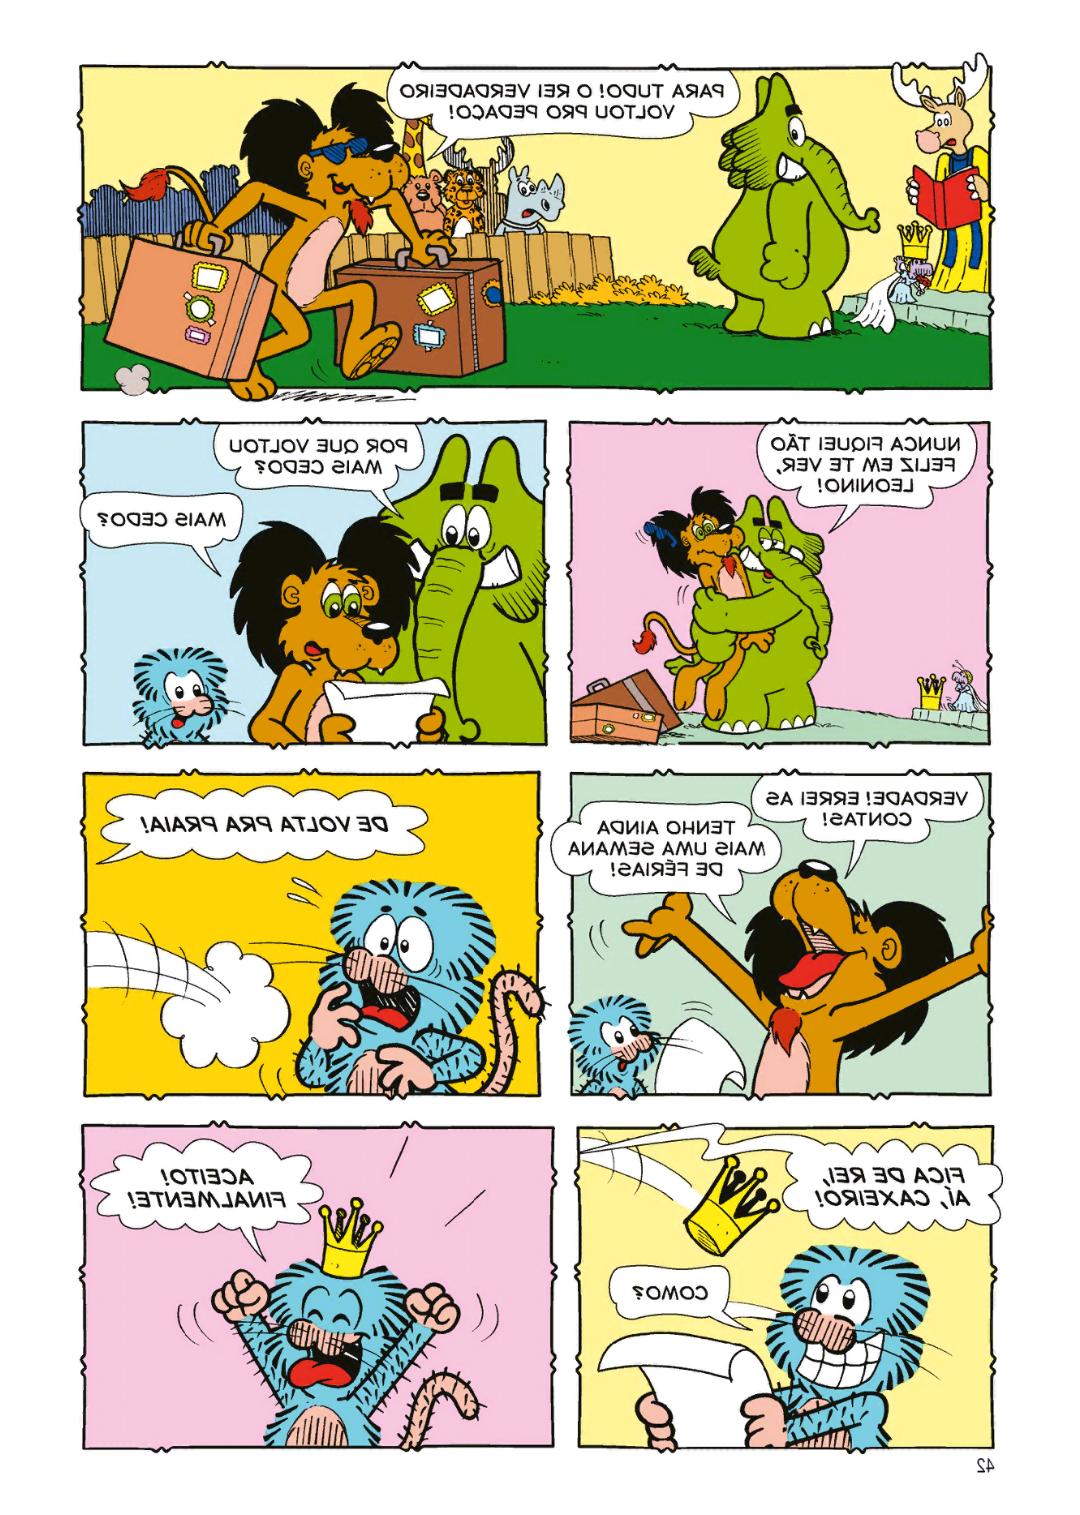 PARA TUDO! O REI VERDADEIRO
VOLTOU PRO PEDAÇO!
NUNCA FIQUEI TÃO
FELIZ EM TE VER,
LEONINO!
POR QUE VOLTOU
MAIS CEDO?
MAIS CEDO?
VERDADE! ERREI AS
CONTAS!
TENHO AINDA
MAIS UMA SEMANA
DE FÉRIAS!
DE VOLTA PRA PRAIA!
FICA DE REI,
AÍ, CAXEIRO!
COMO?
ACEITO!
FINALMENTE!
42